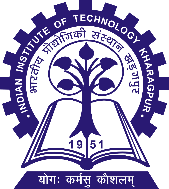 INDIAN INSTITUTE OF TECHNOLOGY KHARAGPUR
भारतीय प्रौद्योगिकी संस्थान खड़गपुर
1951
योगः कर्मसु कौशलम्